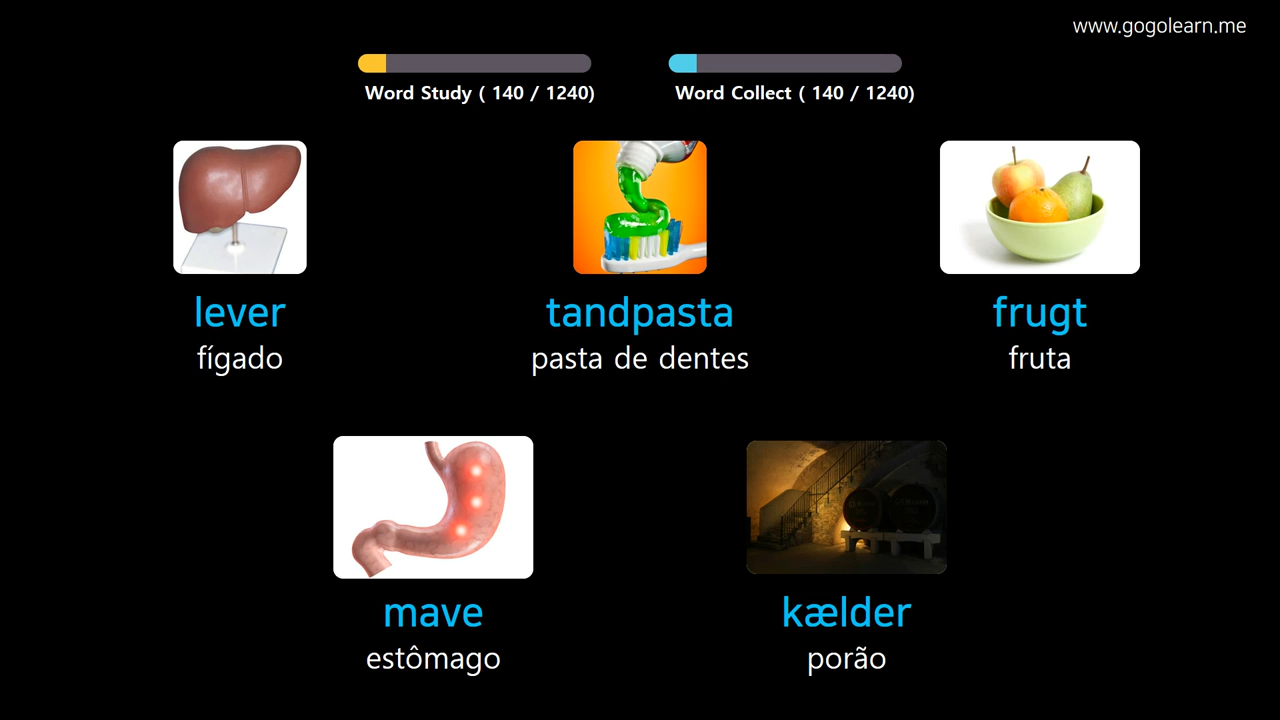 www.gogolearn.me
Word Study ( 140 / 1240)
Word Collect ( 140 / 1240)
lever
fígado
tandpasta
pasta de dentes
frugt
fruta
mave
estômago
kælder
porão